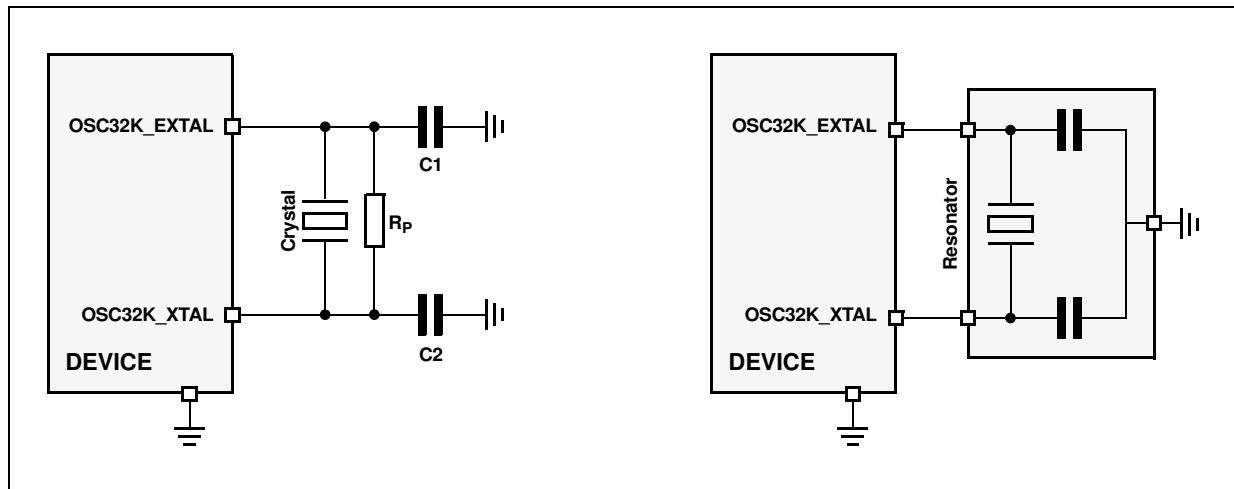 OSC32K_EXTAL
C1
Crystal
RP
OSC32K_XTAL
C2
DEVICE
OSC32K_EXTAL
Resonator
OSC32K_XTAL
DEVICE